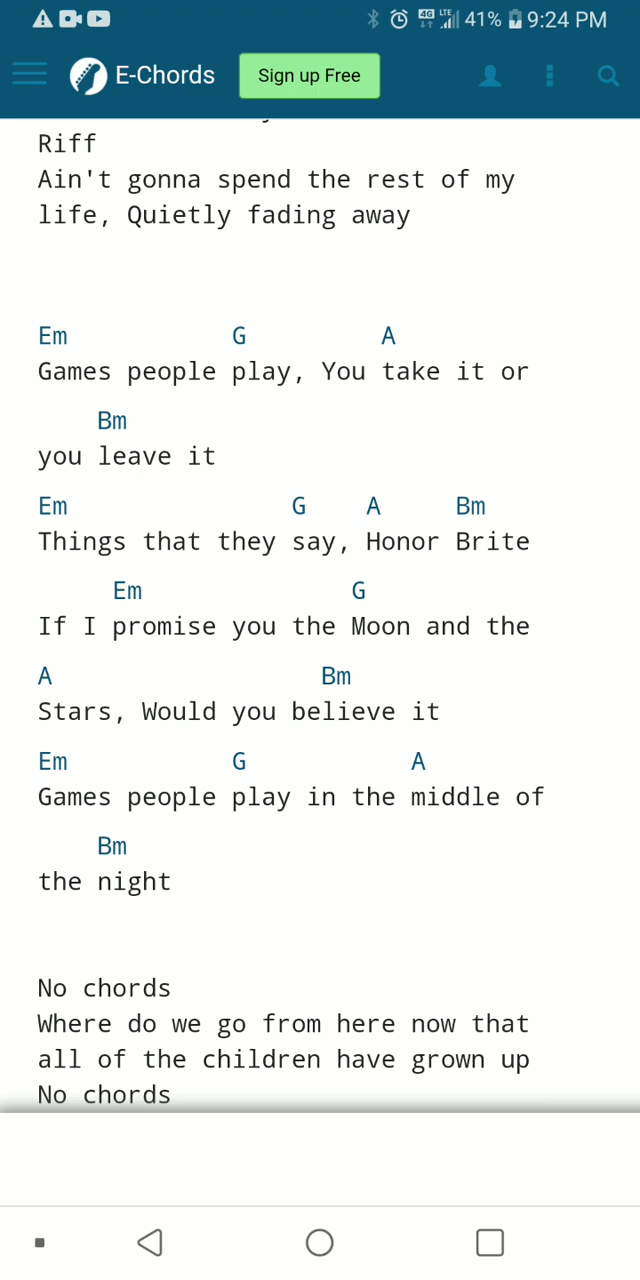 4G LTE 41% 9:24 PM
E-Chords Sign up Free
Riff
Ain't gonna spend the rest of my
life, Quietly fading away
Em G A
Games people play, You take it or
Bm
you leave it
Em G A Bm
Things that they say, Honor Brite
Em G
If I promise you the Moon and the
A Bm
Stars, Would you believe it
Em G A
Games people play in the middle of
Bm
the night
No chords
Where do we go from here now that
all of the children have grown up
No chords